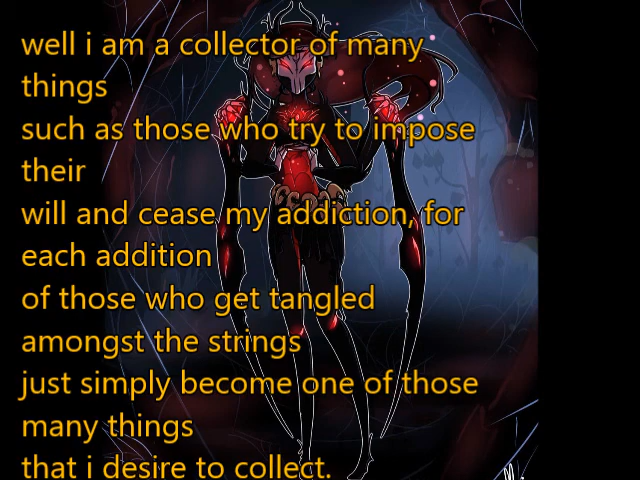 well i am a collector of many
things
such as those who try to impose
their
will and cease my addiction, for
each addition
of those who get tangled
amongst the strings
just simply become one of those
many things
that i desire to collect.